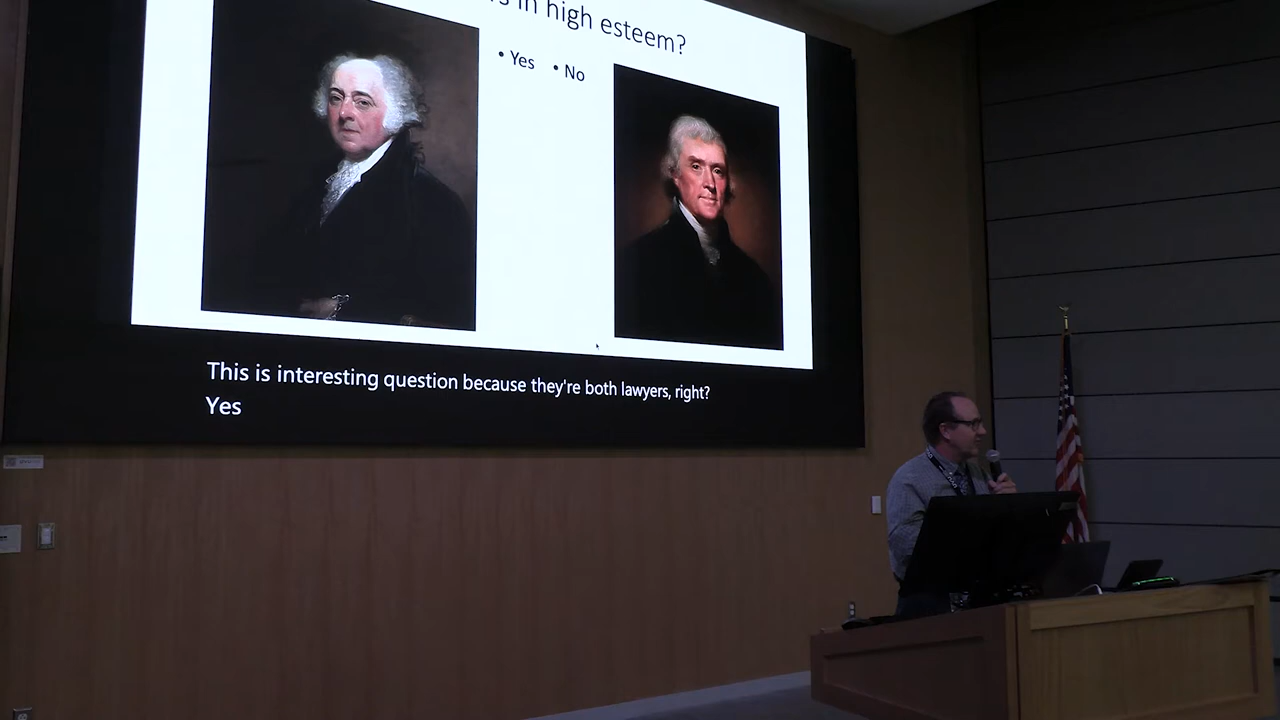 in high esteem?
• Yes • No
This is interesting question because they're both lawyers, right?
Yes